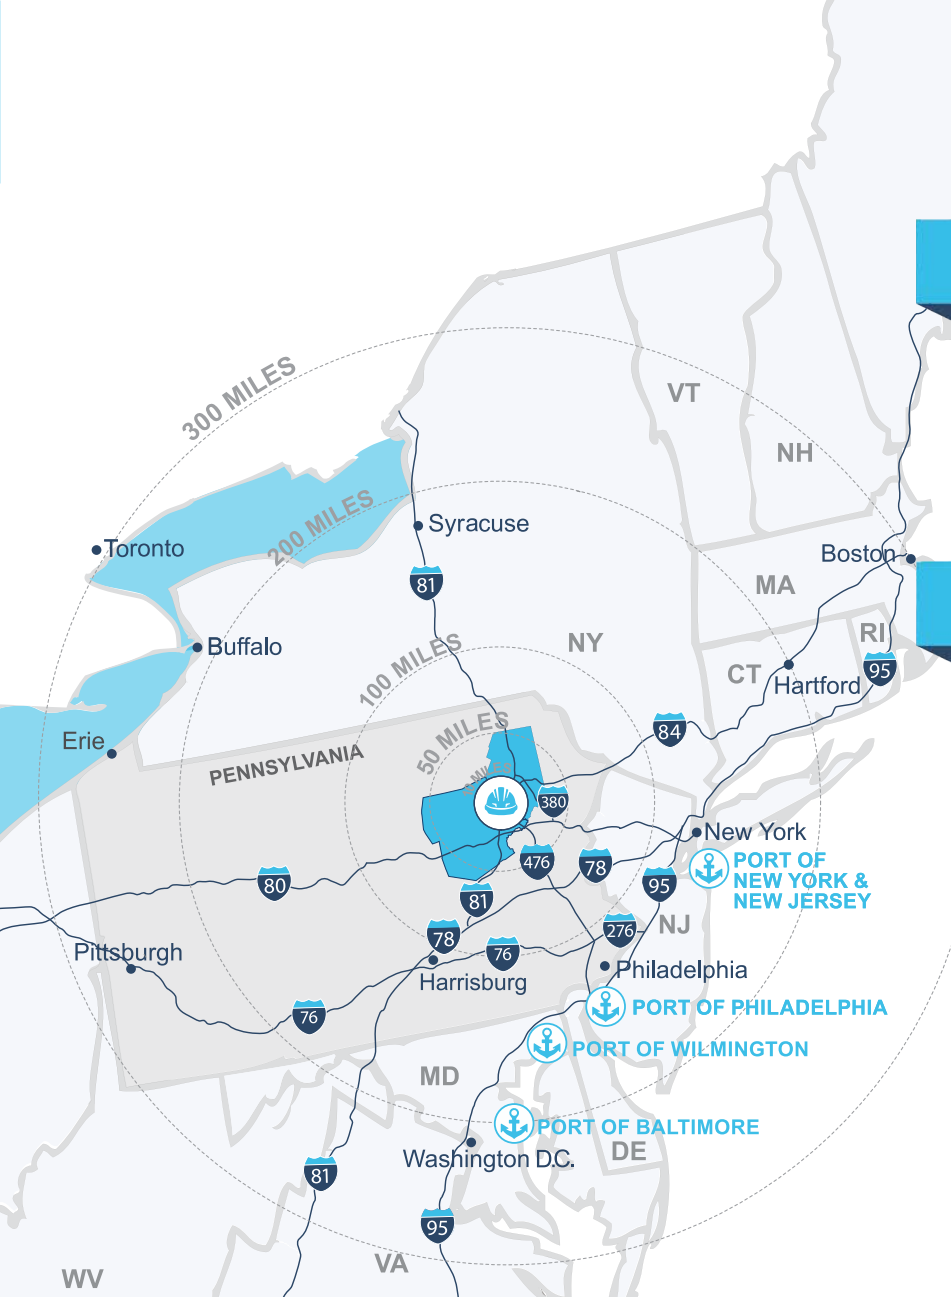 300 MILES
VT
NH
200 MILES
Syracuse
Toronto
Boston
81
MA
RI
NY
Buffalo
100 MILES
CT
95
Hartford
50 MILES
84
Erie
PENNSYLVANIA
MILES
380
New York
PORT OF
NEW YORK &
NEW JERSEY
476
78
80
95
81
NJ
276
78
76
Pittsburgh
Philadelphia
Harrisburg
PORT OF PHILADELPHIA
76
PORT OF WILMINGTON
MD
PORT OF BALTIMORE
DE
Washington D.C.
81
95
VA
WV